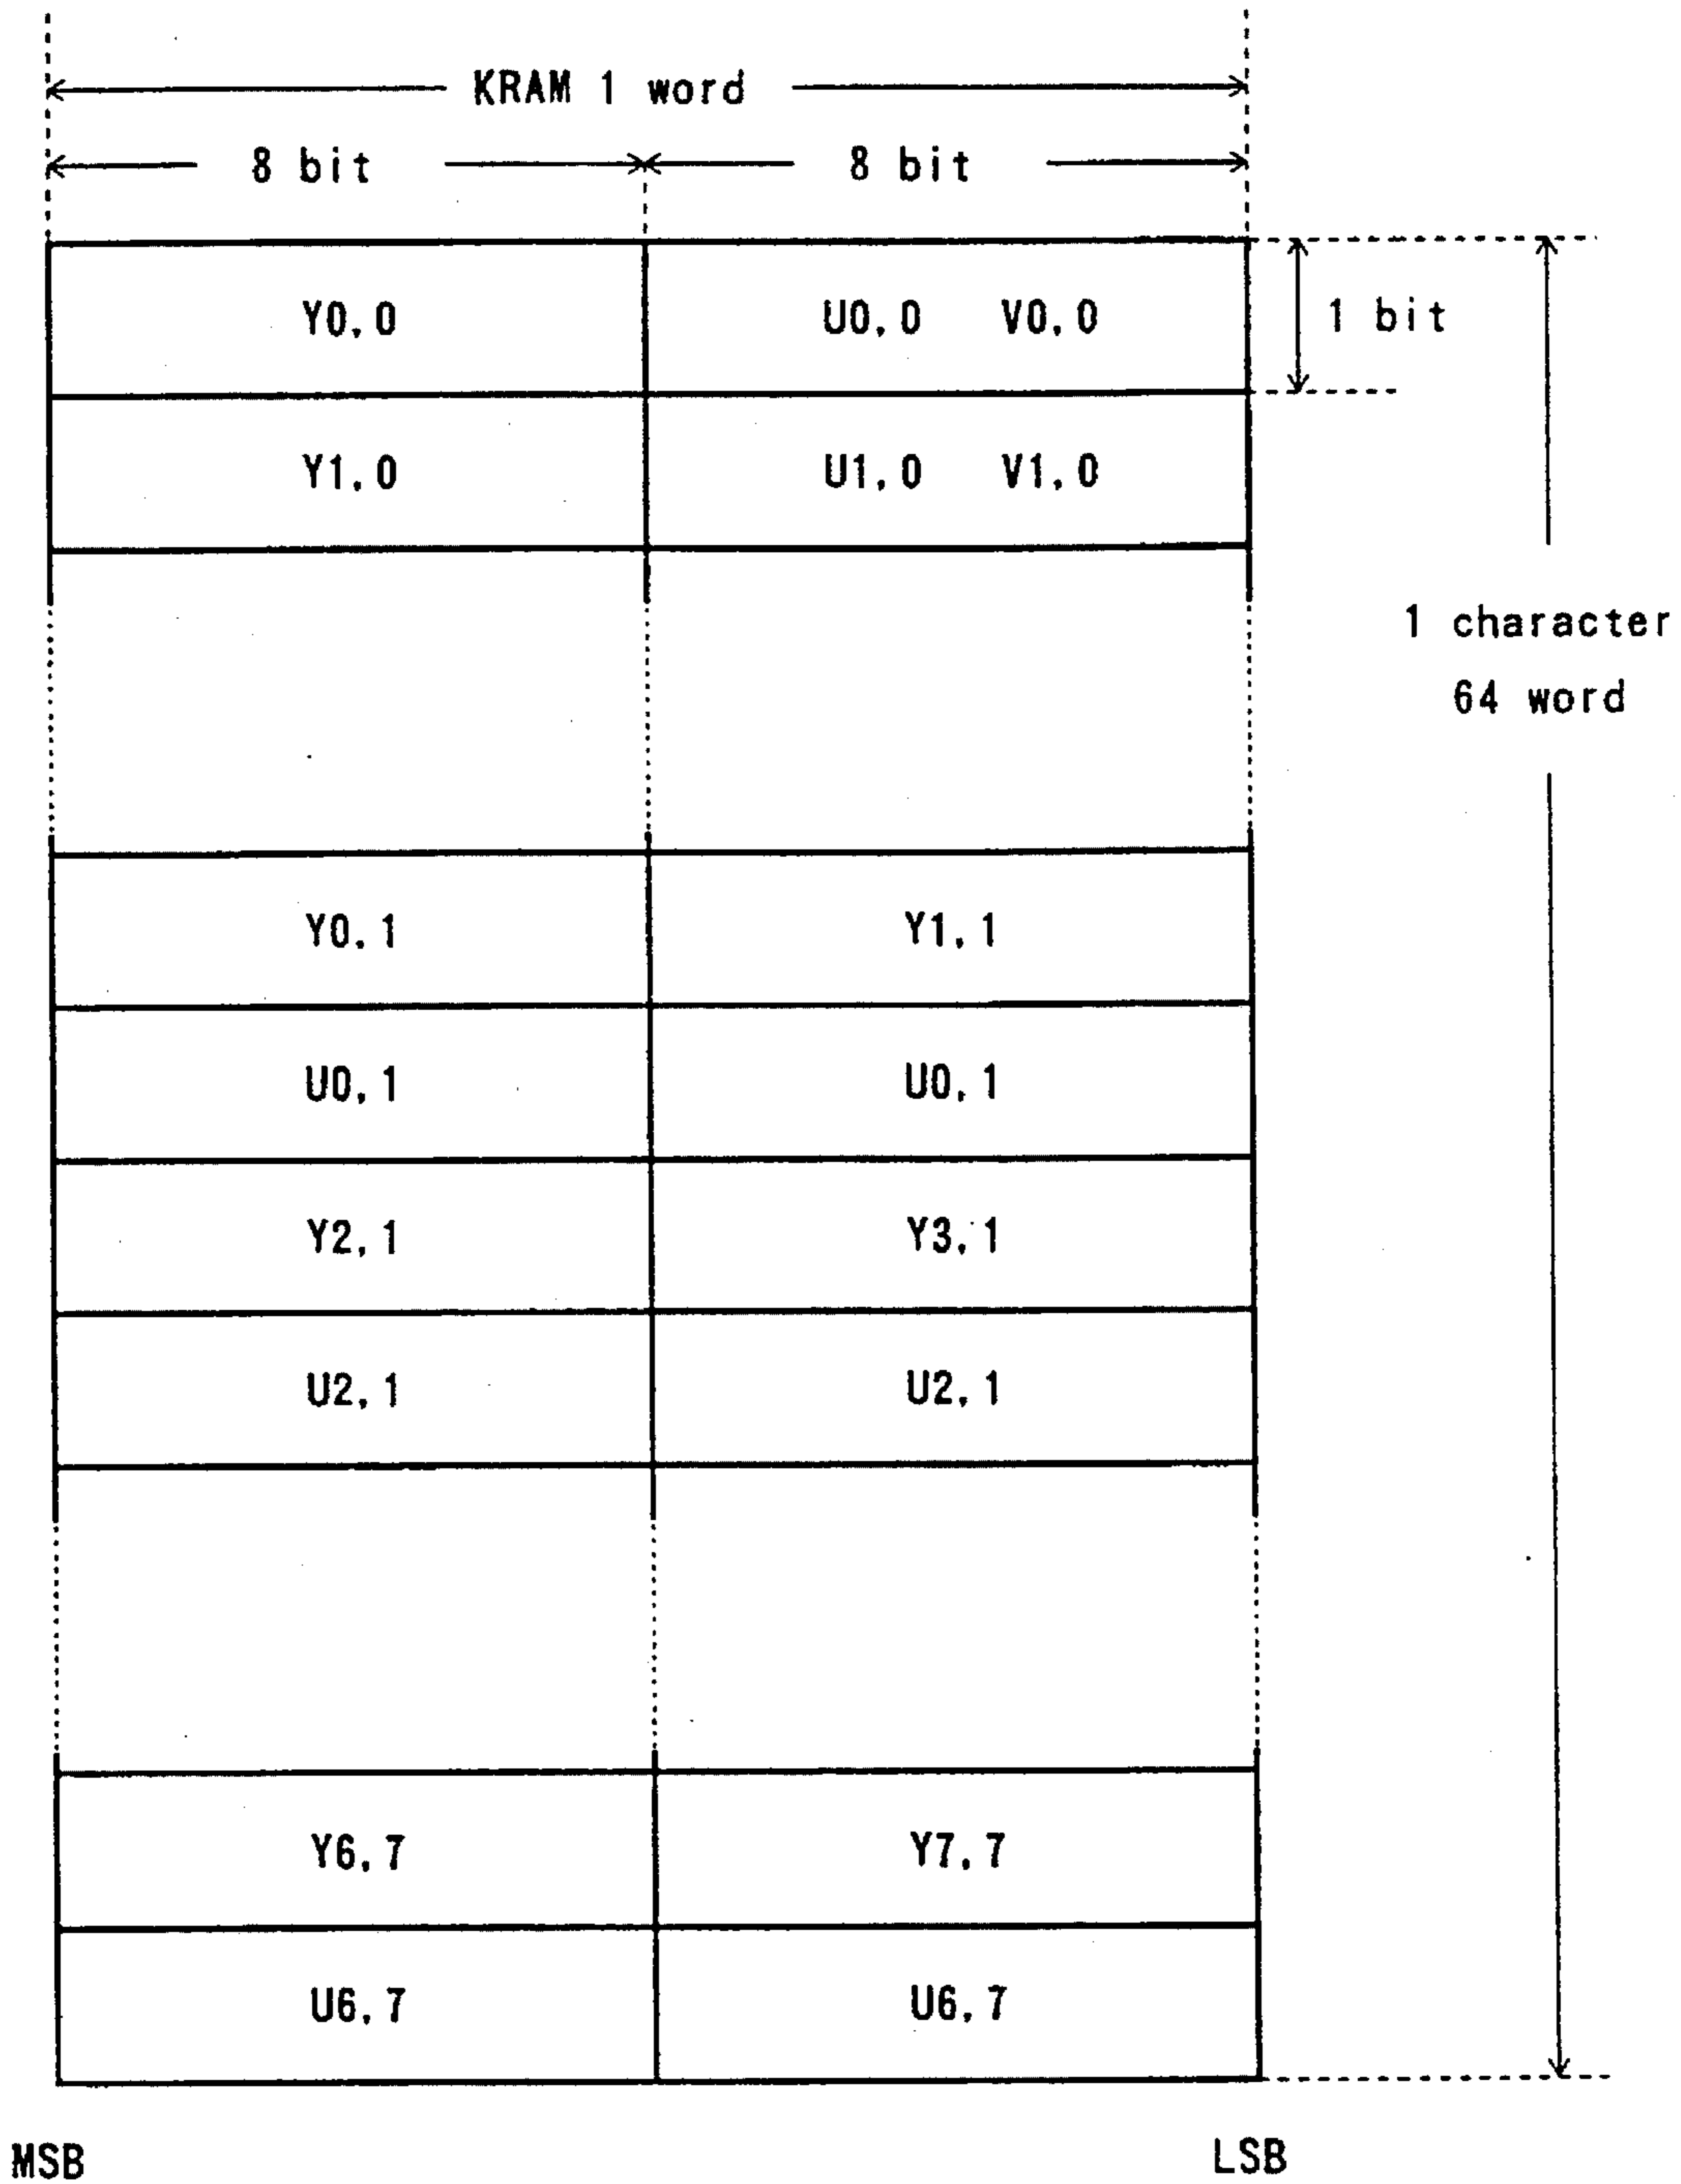 KRAM 1 word
8 bit 8 bit
Y0,0 U0,0 V0,0 1 bit
Y1,0 U1,0 V1,0
1 character
64 word
Y0,1 Y1,1
U0,1 U0,1
Y2,1 Y3,1
U2,1 U2,1
Y6,7 Y7,7
U6,7 U6,7
MSB LSB